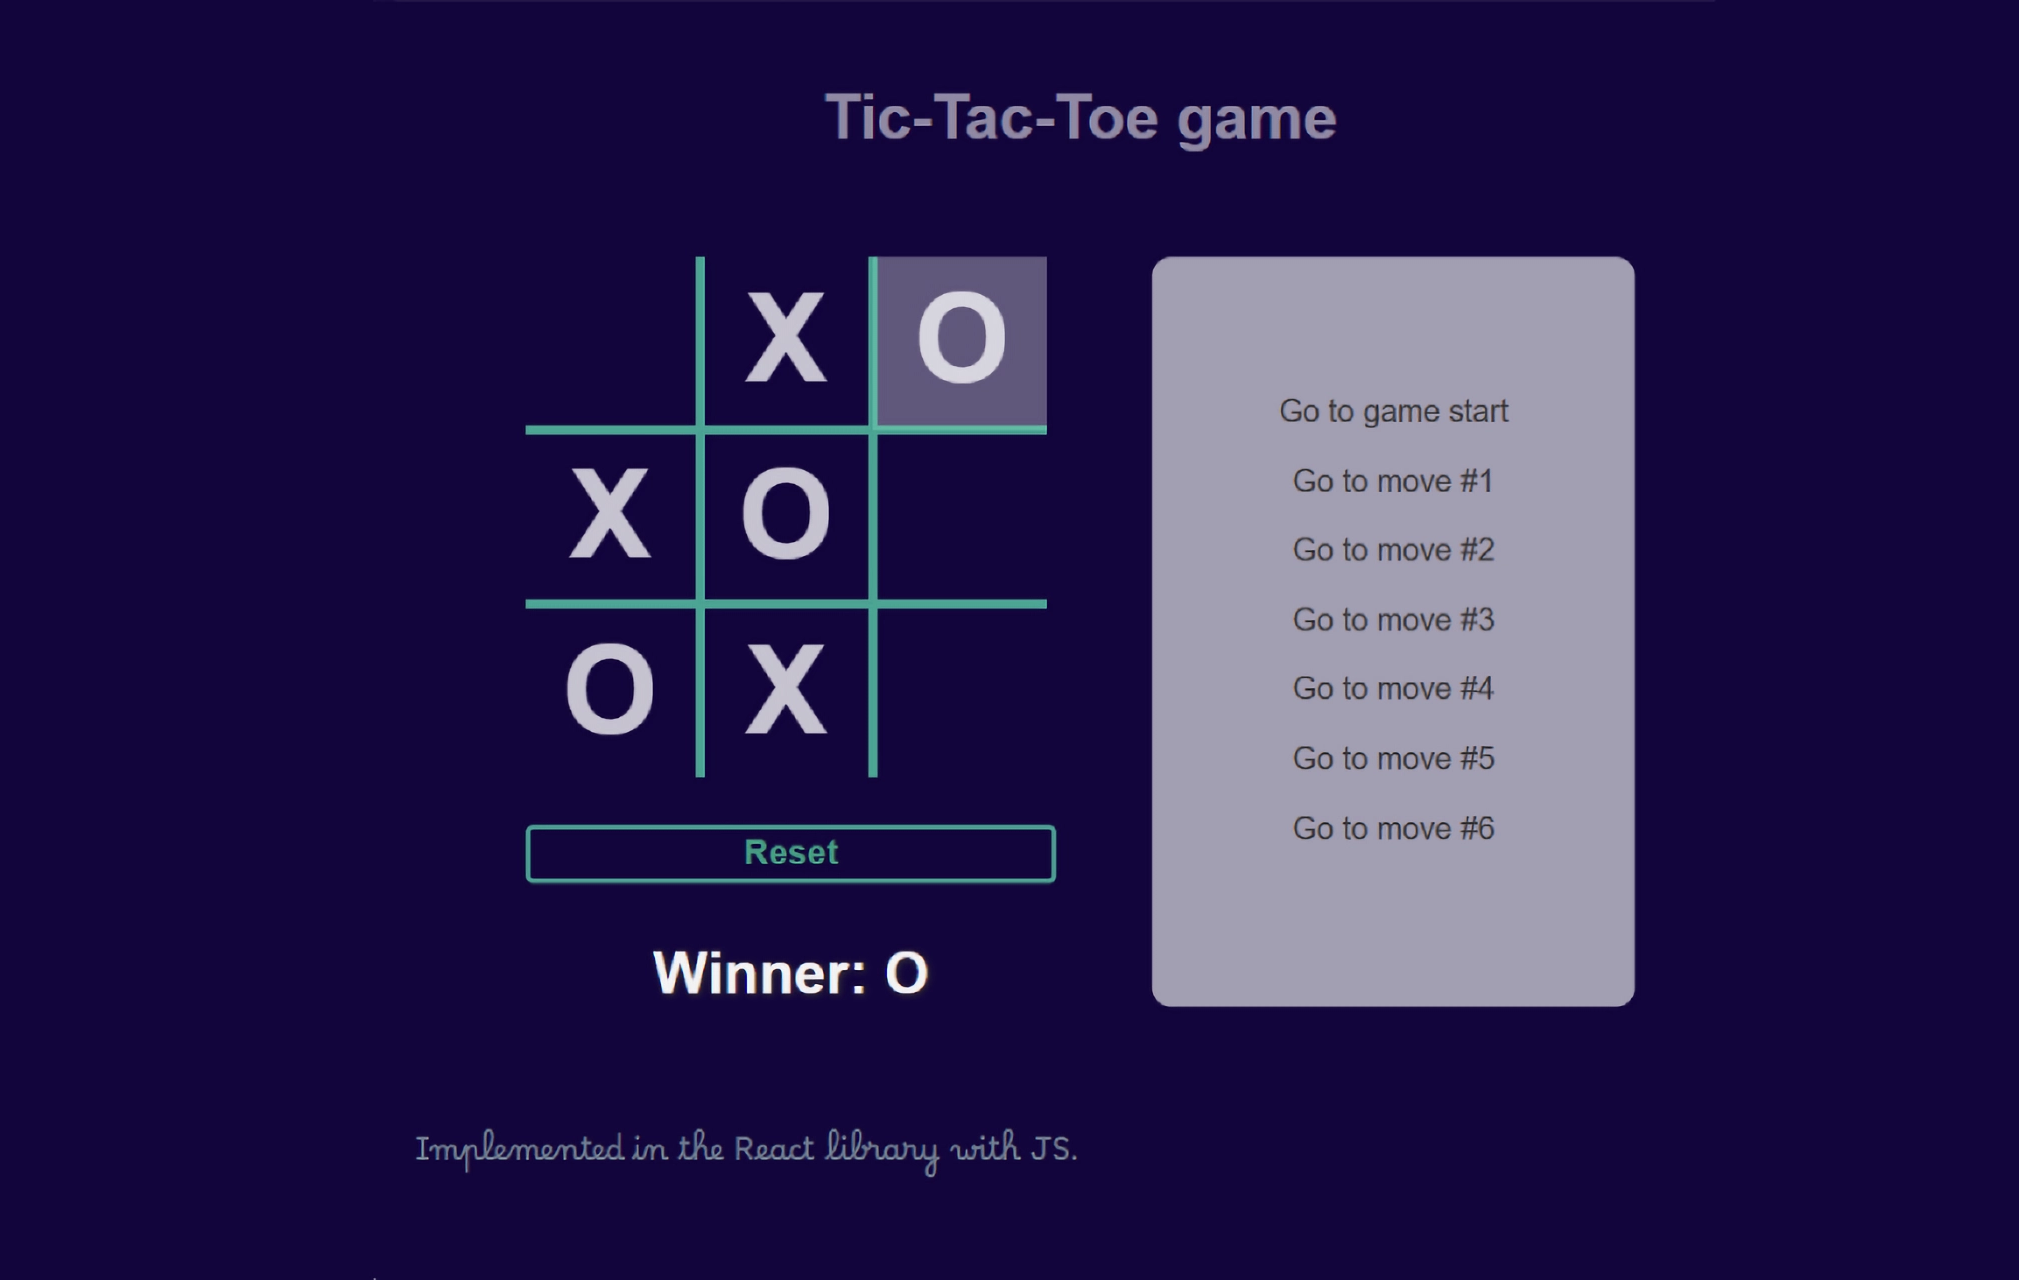 Tic-Tac-Toe game
X O
X O
O X
Reset
Winner: O
Go to game start
Go to move #1
Go to move #2
Go to move #3
Go to move #4
Go to move #5
Go to move #6
Implemented in the React library with JS.